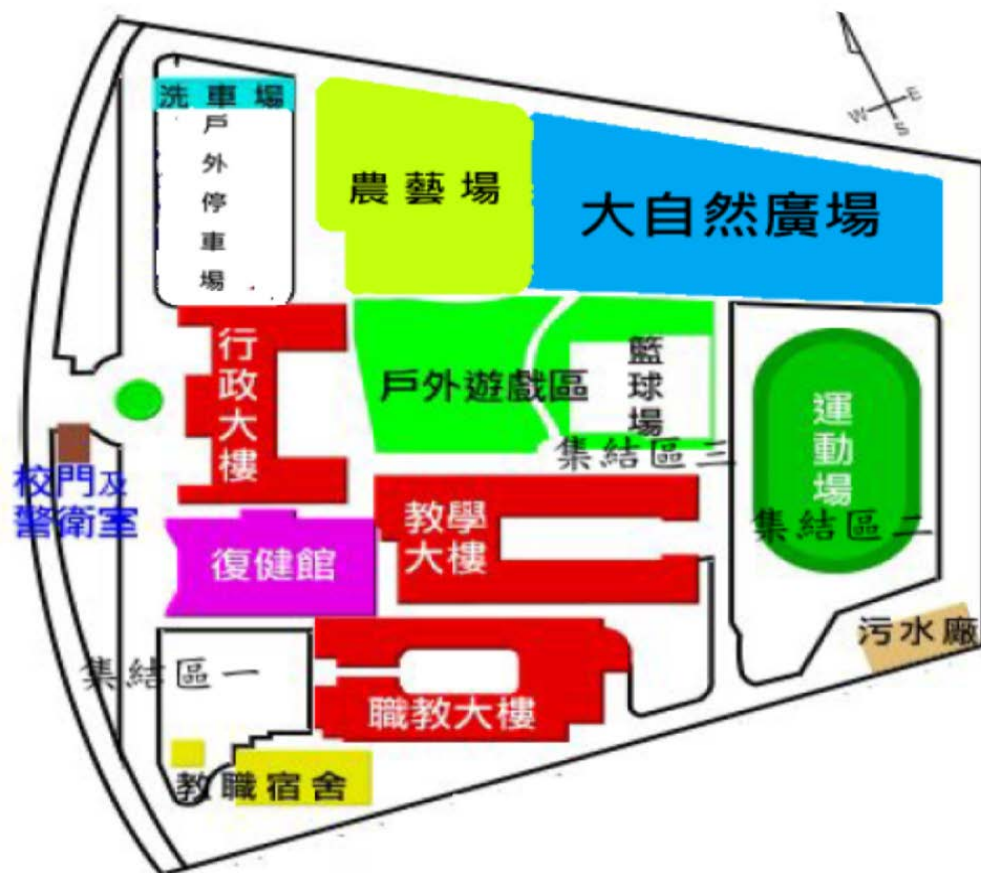 洗車場
戶外停車場
農藝場
大自然廣場
W
E
S
行政大樓
戶外遊戲區
籃球場
運動場
集結區三
集結區二
校門及
警衛室
教學
大樓
復健館
污水廠
集結區一
職教大樓
教職宿舍